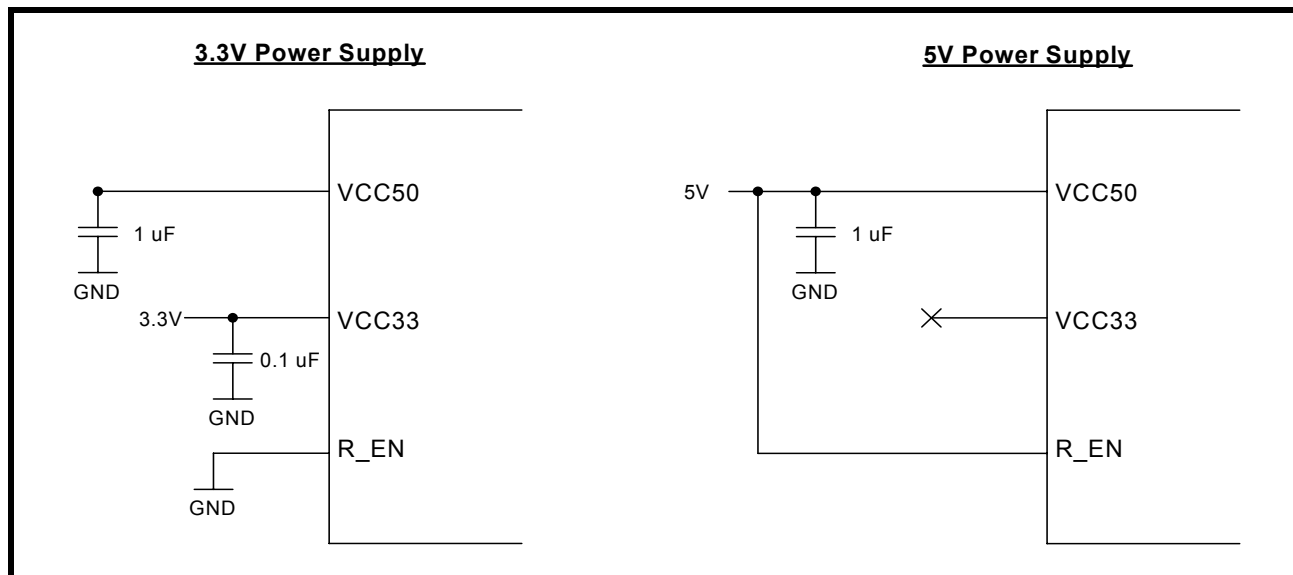 3.3V Power Supply
VCC50
1 uF
GND
3.3V
VCC33
0.1 uF
GND
R_EN
GND
5V Power Supply
5V
VCC50
1 uF
GND
VCC33
R_EN